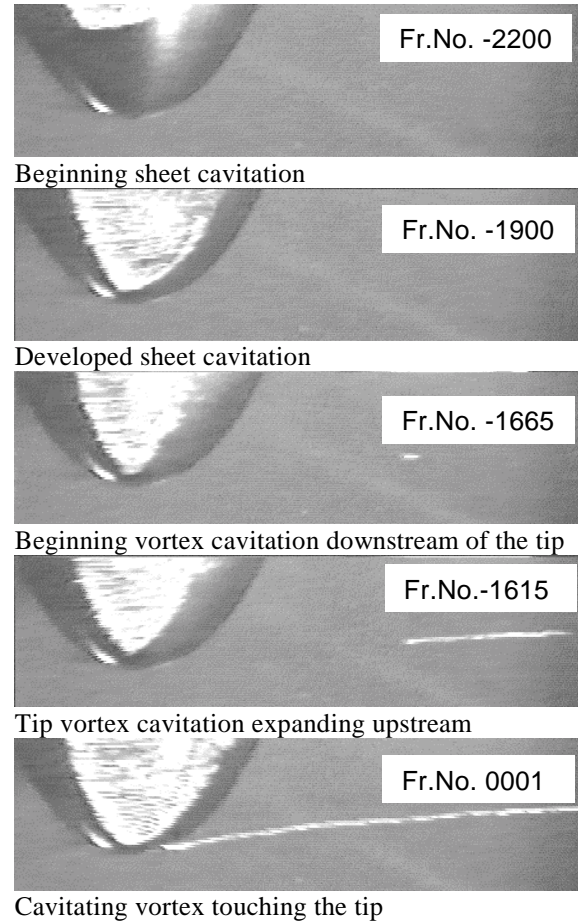 Fr.No. -2200
Beginning sheet cavitation
Fr.No. -1900
Developed sheet cavitation
Fr.No. -1665
Beginning vortex cavitation downstream of the tip
Fr.No.-1615
Tip vortex cavitation expanding upstream
Fr.No. 0001
Cavitating vortex touching the tip